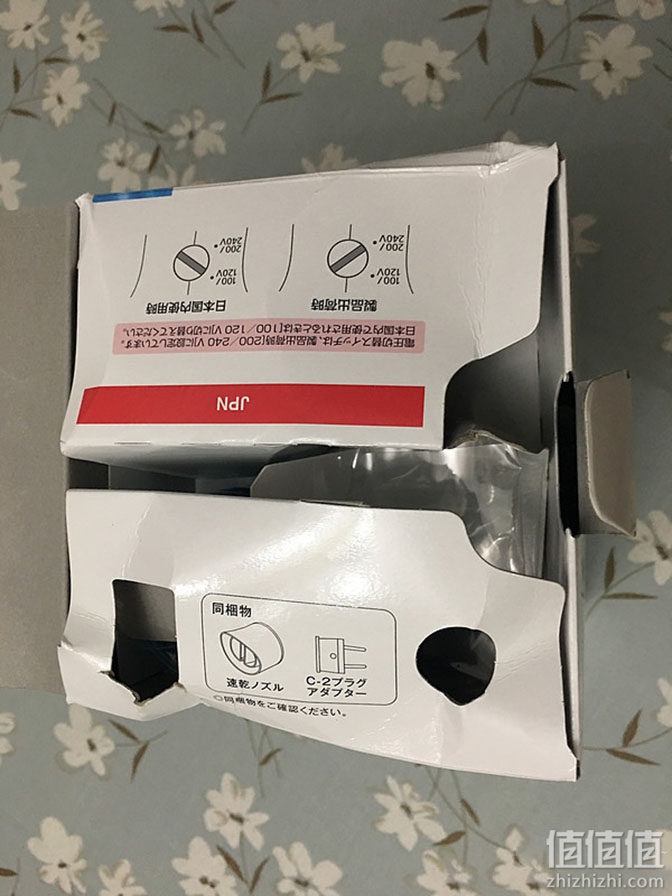 JPN
電圧切替スイッチは、製品出荷時[200/240 V]に設定しています。
日本国内で使用されるときは[100/120 V]に切り替えてください。
製品出荷時
100/
120V
200/
240V
日本国内使用時
100/
120V
200/
240V
同梱物
速乾ノズル
C-2プラグ
アダプター
○同梱物をご確認ください。
值值值
zhizhizhi.com